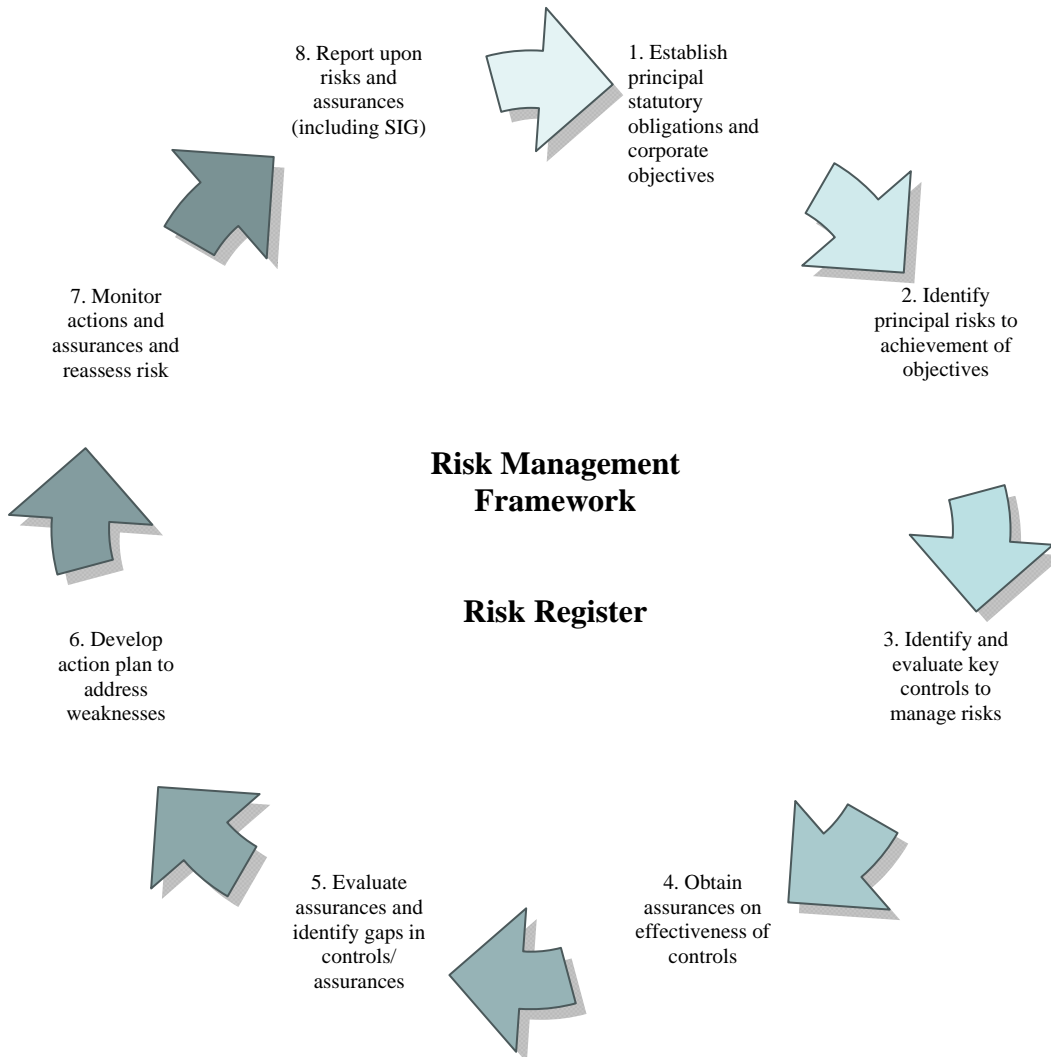 8. Report upon
risks and
assurances
(including SIG)
1. Establish
principal
statutory
obligations and
corporate
objectives
2. Identify
principal risks to
achievement of
objectives
3. Identify and
evaluate key
controls to
manage risks
4. Obtain
assurances on
effectiveness of
controls
5. Evaluate
assurances and
identify gaps in
controls/
assurances
6. Develop
action plan to
address
weaknesses
7. Monitor
actions and
assurances and
reassess risk
Risk Management
Framework
Risk Register